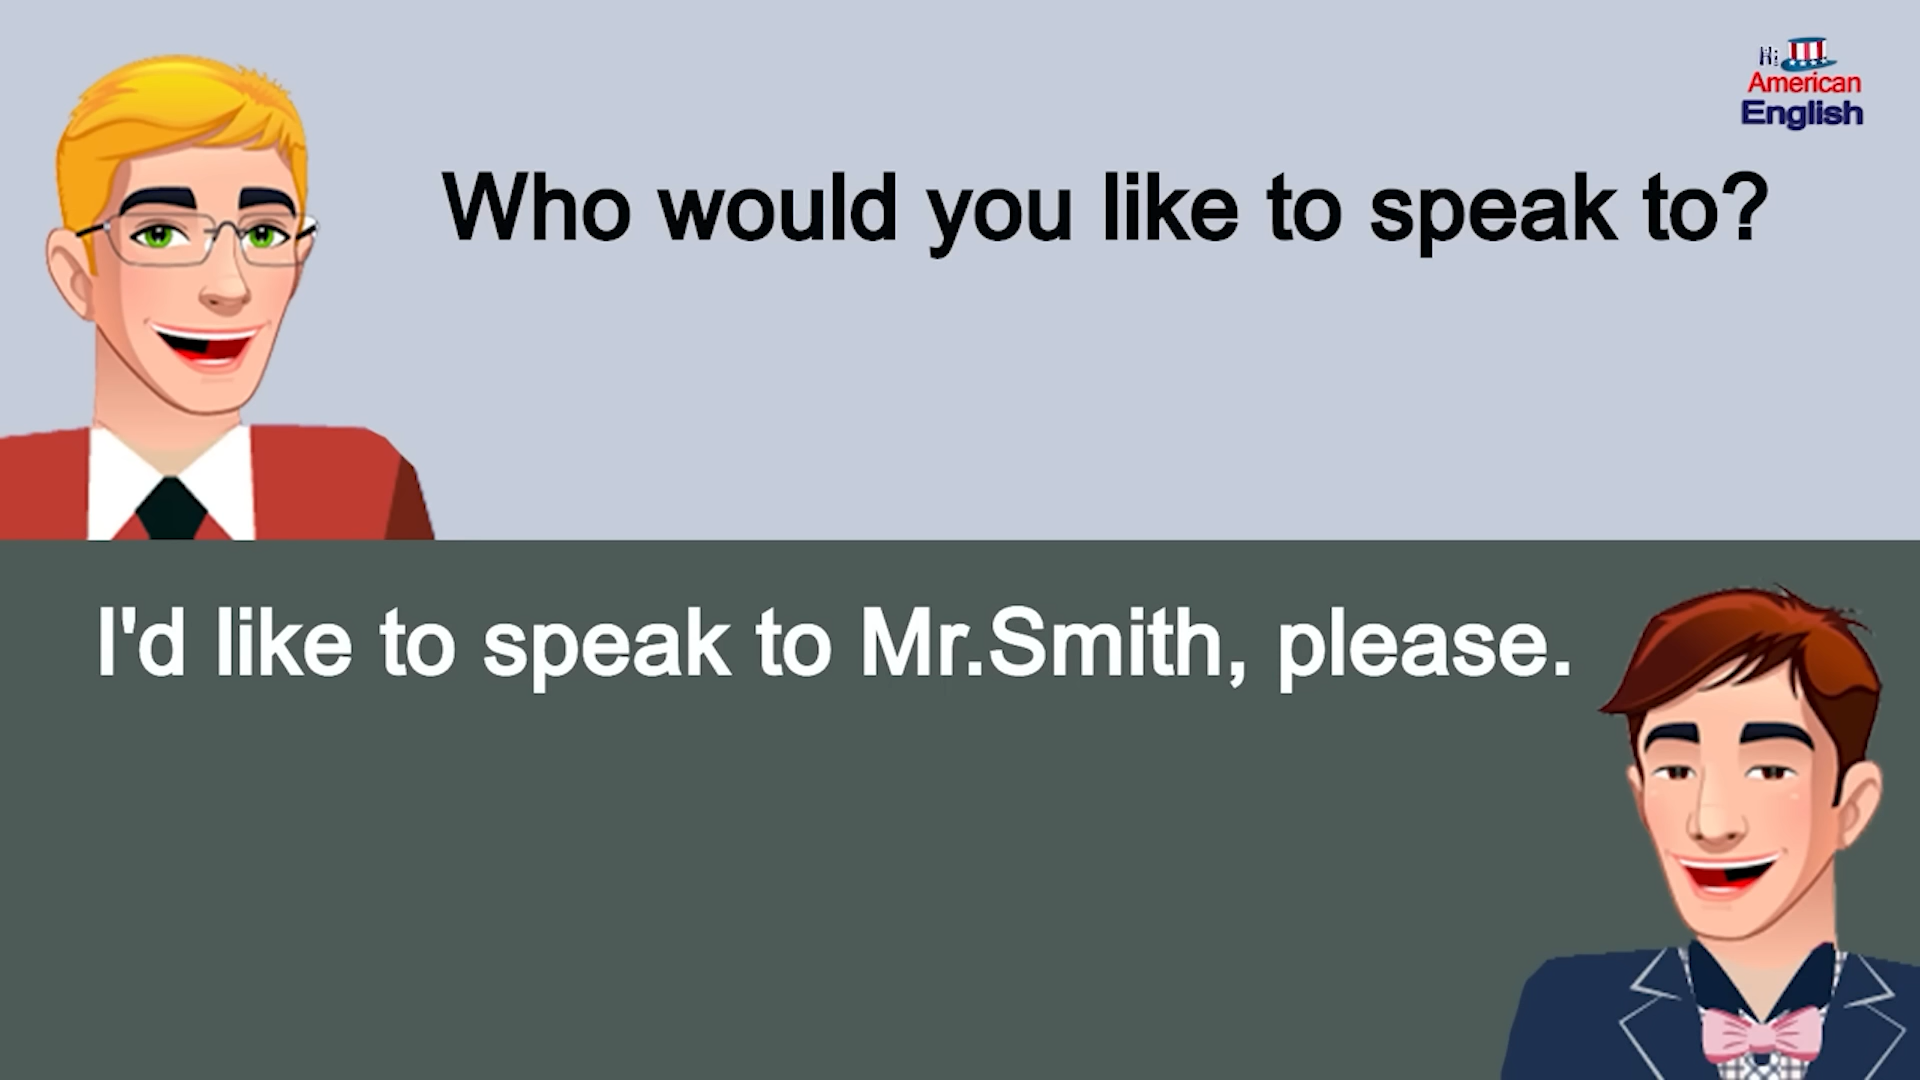 Hi
American
English
Who would you like to speak to?
I'd like to speak to Mr.Smith, please.